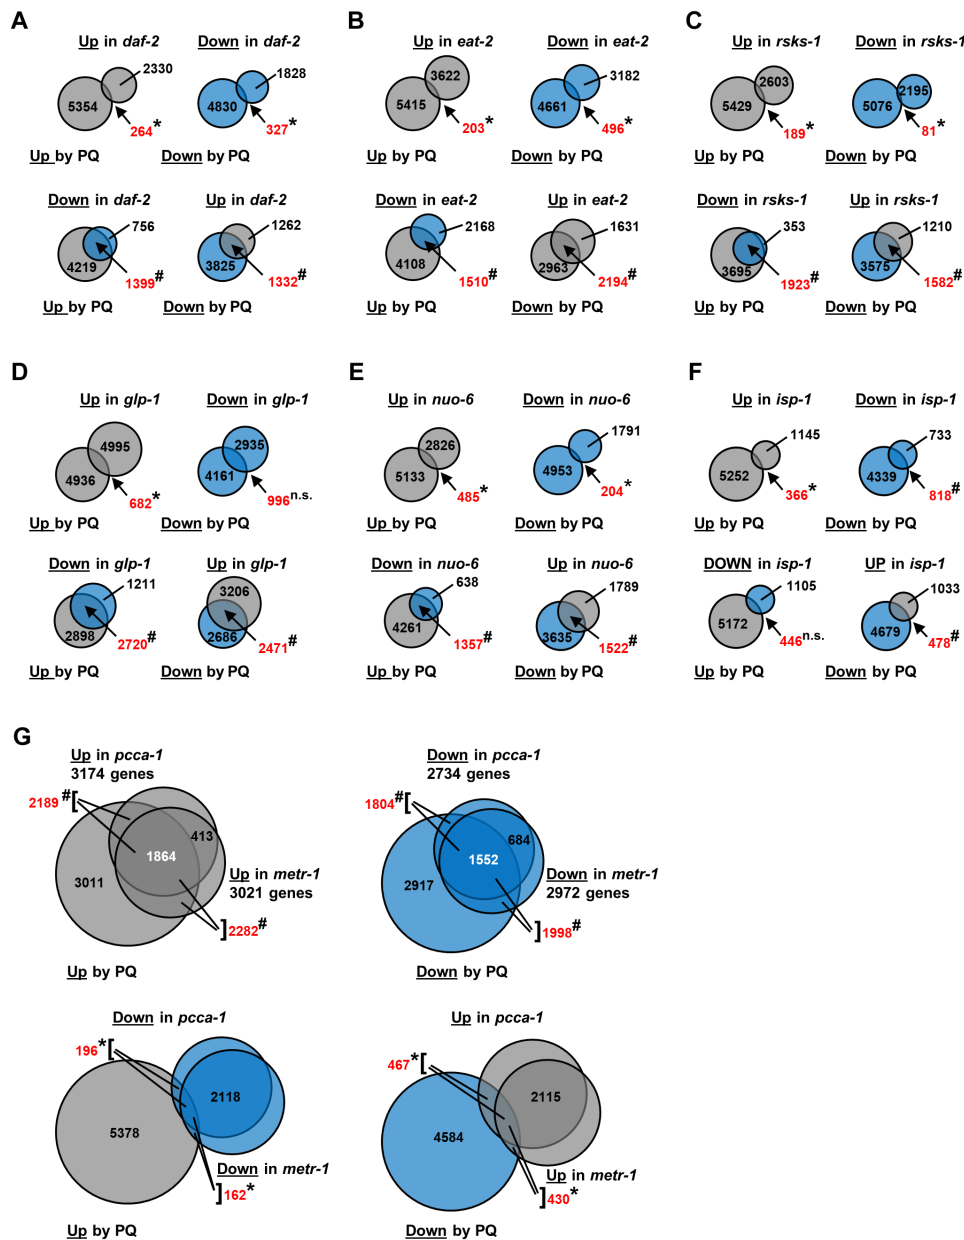 A
B
C
Up in daf-2
Down in daf-2
Up in eat-2
Down in eat-2
Up in rsks-1
Down in rsks-1
2330
1828
3622
3182
2603
2195
5354
4830
5415
4661
5429
5076
264*
327*
203*
496*
189*
81*
Up by PQ
Down by PQ
Up by PQ
Down by PQ
Up by PQ
Down by PQ
Down in daf-2
Up in daf-2
Down in eat-2
Up in eat-2
Down in rsks-1
Up in rsks-1
756
1262
2168
1631
353
1210
4219
3825
4108
2963
3695
3575
1399#
1332#
1510#
2194#
1923#
1582#
Up by PQ
Down by PQ
Up by PQ
Down by PQ
Up by PQ
Down by PQ
D
E
F
Up in glp-1
Down in glp-1
Up in nuo-6
Down in nuo-6
Up in isp-1
Down in isp-1
4995
2935
2826
1791
1145
733
4936
4161
5133
4953
5252
4339
682*
996n.s.
485*
204*
366*
818#
Up by PQ
Down by PQ
Up by PQ
Down by PQ
Up by PQ
Down by PQ
Down in glp-1
Up in glp-1
Down in nuo-6
Up in nuo-6
DOWN in isp-1
UP in isp-1
1211
3206
638
1789
1105
1033
2898
2686
4261
3635
5172
4679
2720#
2471#
1357#
1522#
446n.s.
478#
Up by PQ
Down by PQ
Up by PQ
Down by PQ
Up by PQ
Down by PQ
G
Up in pcca-1
3174 genes
2189#[
413
1864
3011
Up in metr-1
3021 genes
]2282#
Up by PQ
Down in pcca-1
2734 genes
1804#[
684
1552
2917
Down in metr-1
2972 genes
]1998#
Down by PQ
Down in pcca-1
196*[
2118
5378
Down in metr-1
]162*
Up by PQ
Up in pcca-1
467*[
2115
4584
Up in metr-1
]430*
Down by PQ